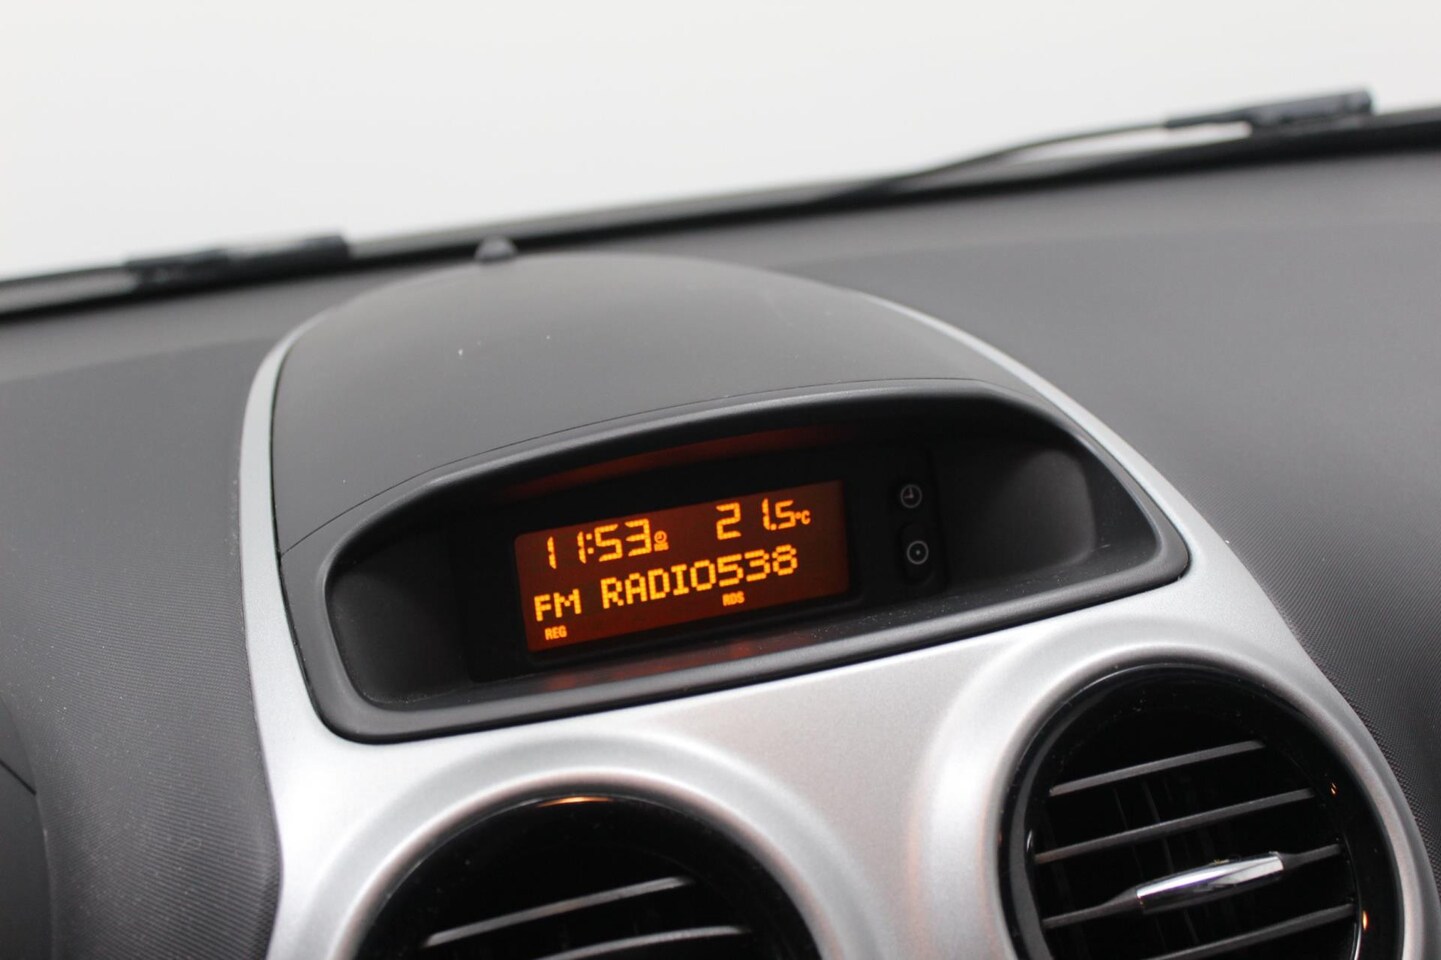 11:53 21.5°C
FM RADIO538
REG RDS